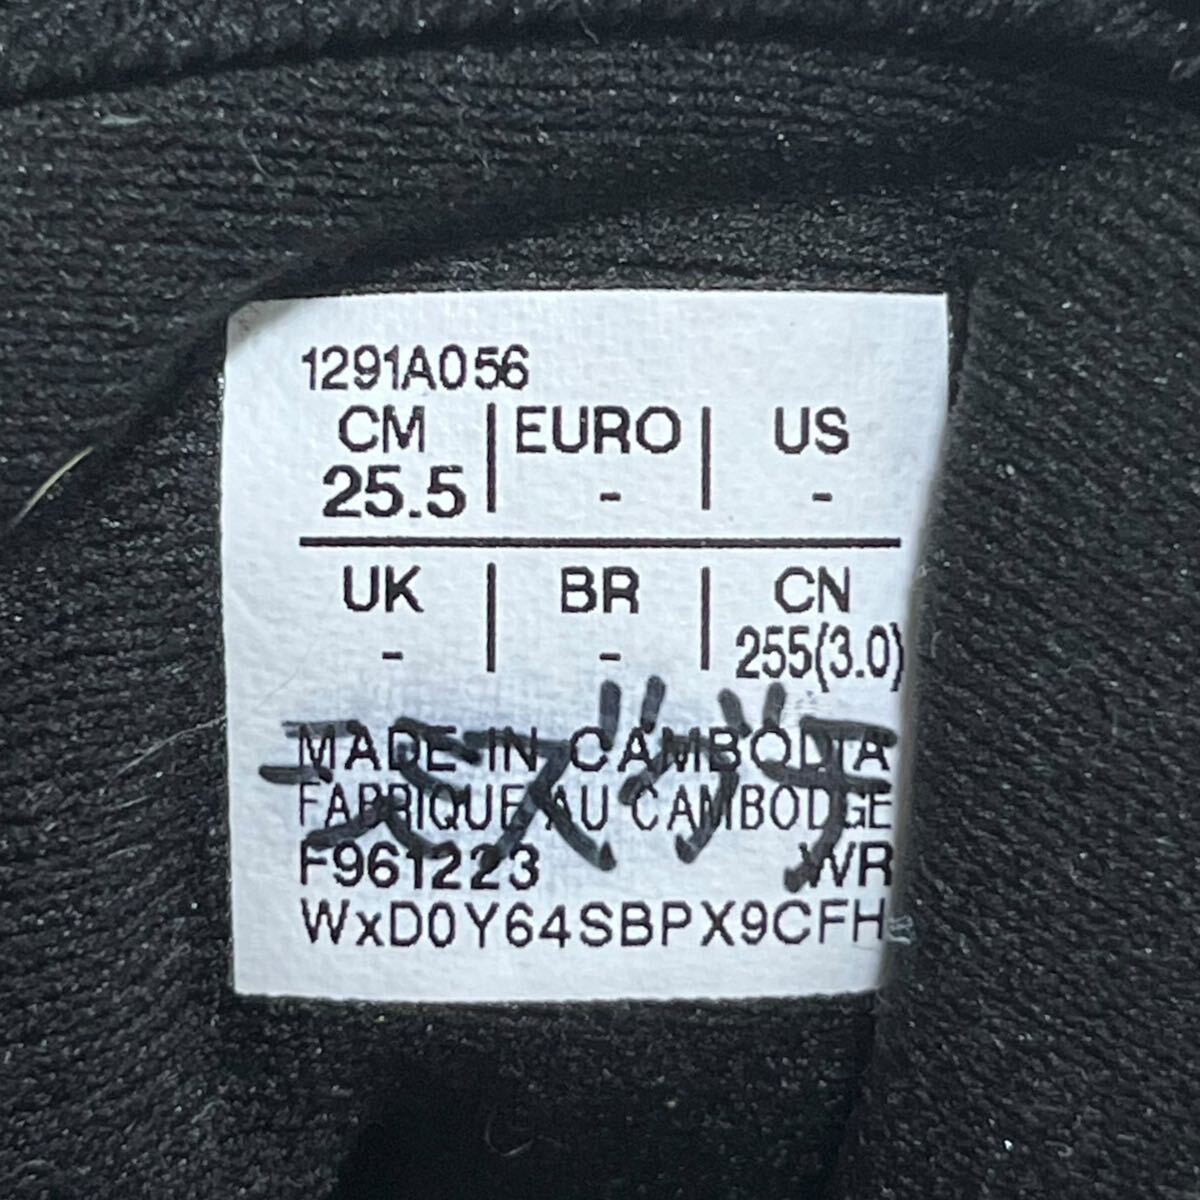 1291A056
CM EURO US
25.5 - -
UK BR CN
- - 255(3.0)
MADE IN CAMBODIA
FABRIQUE AU CAMBODGE
F961223 WR
WxD0Y64SBPX9CFH